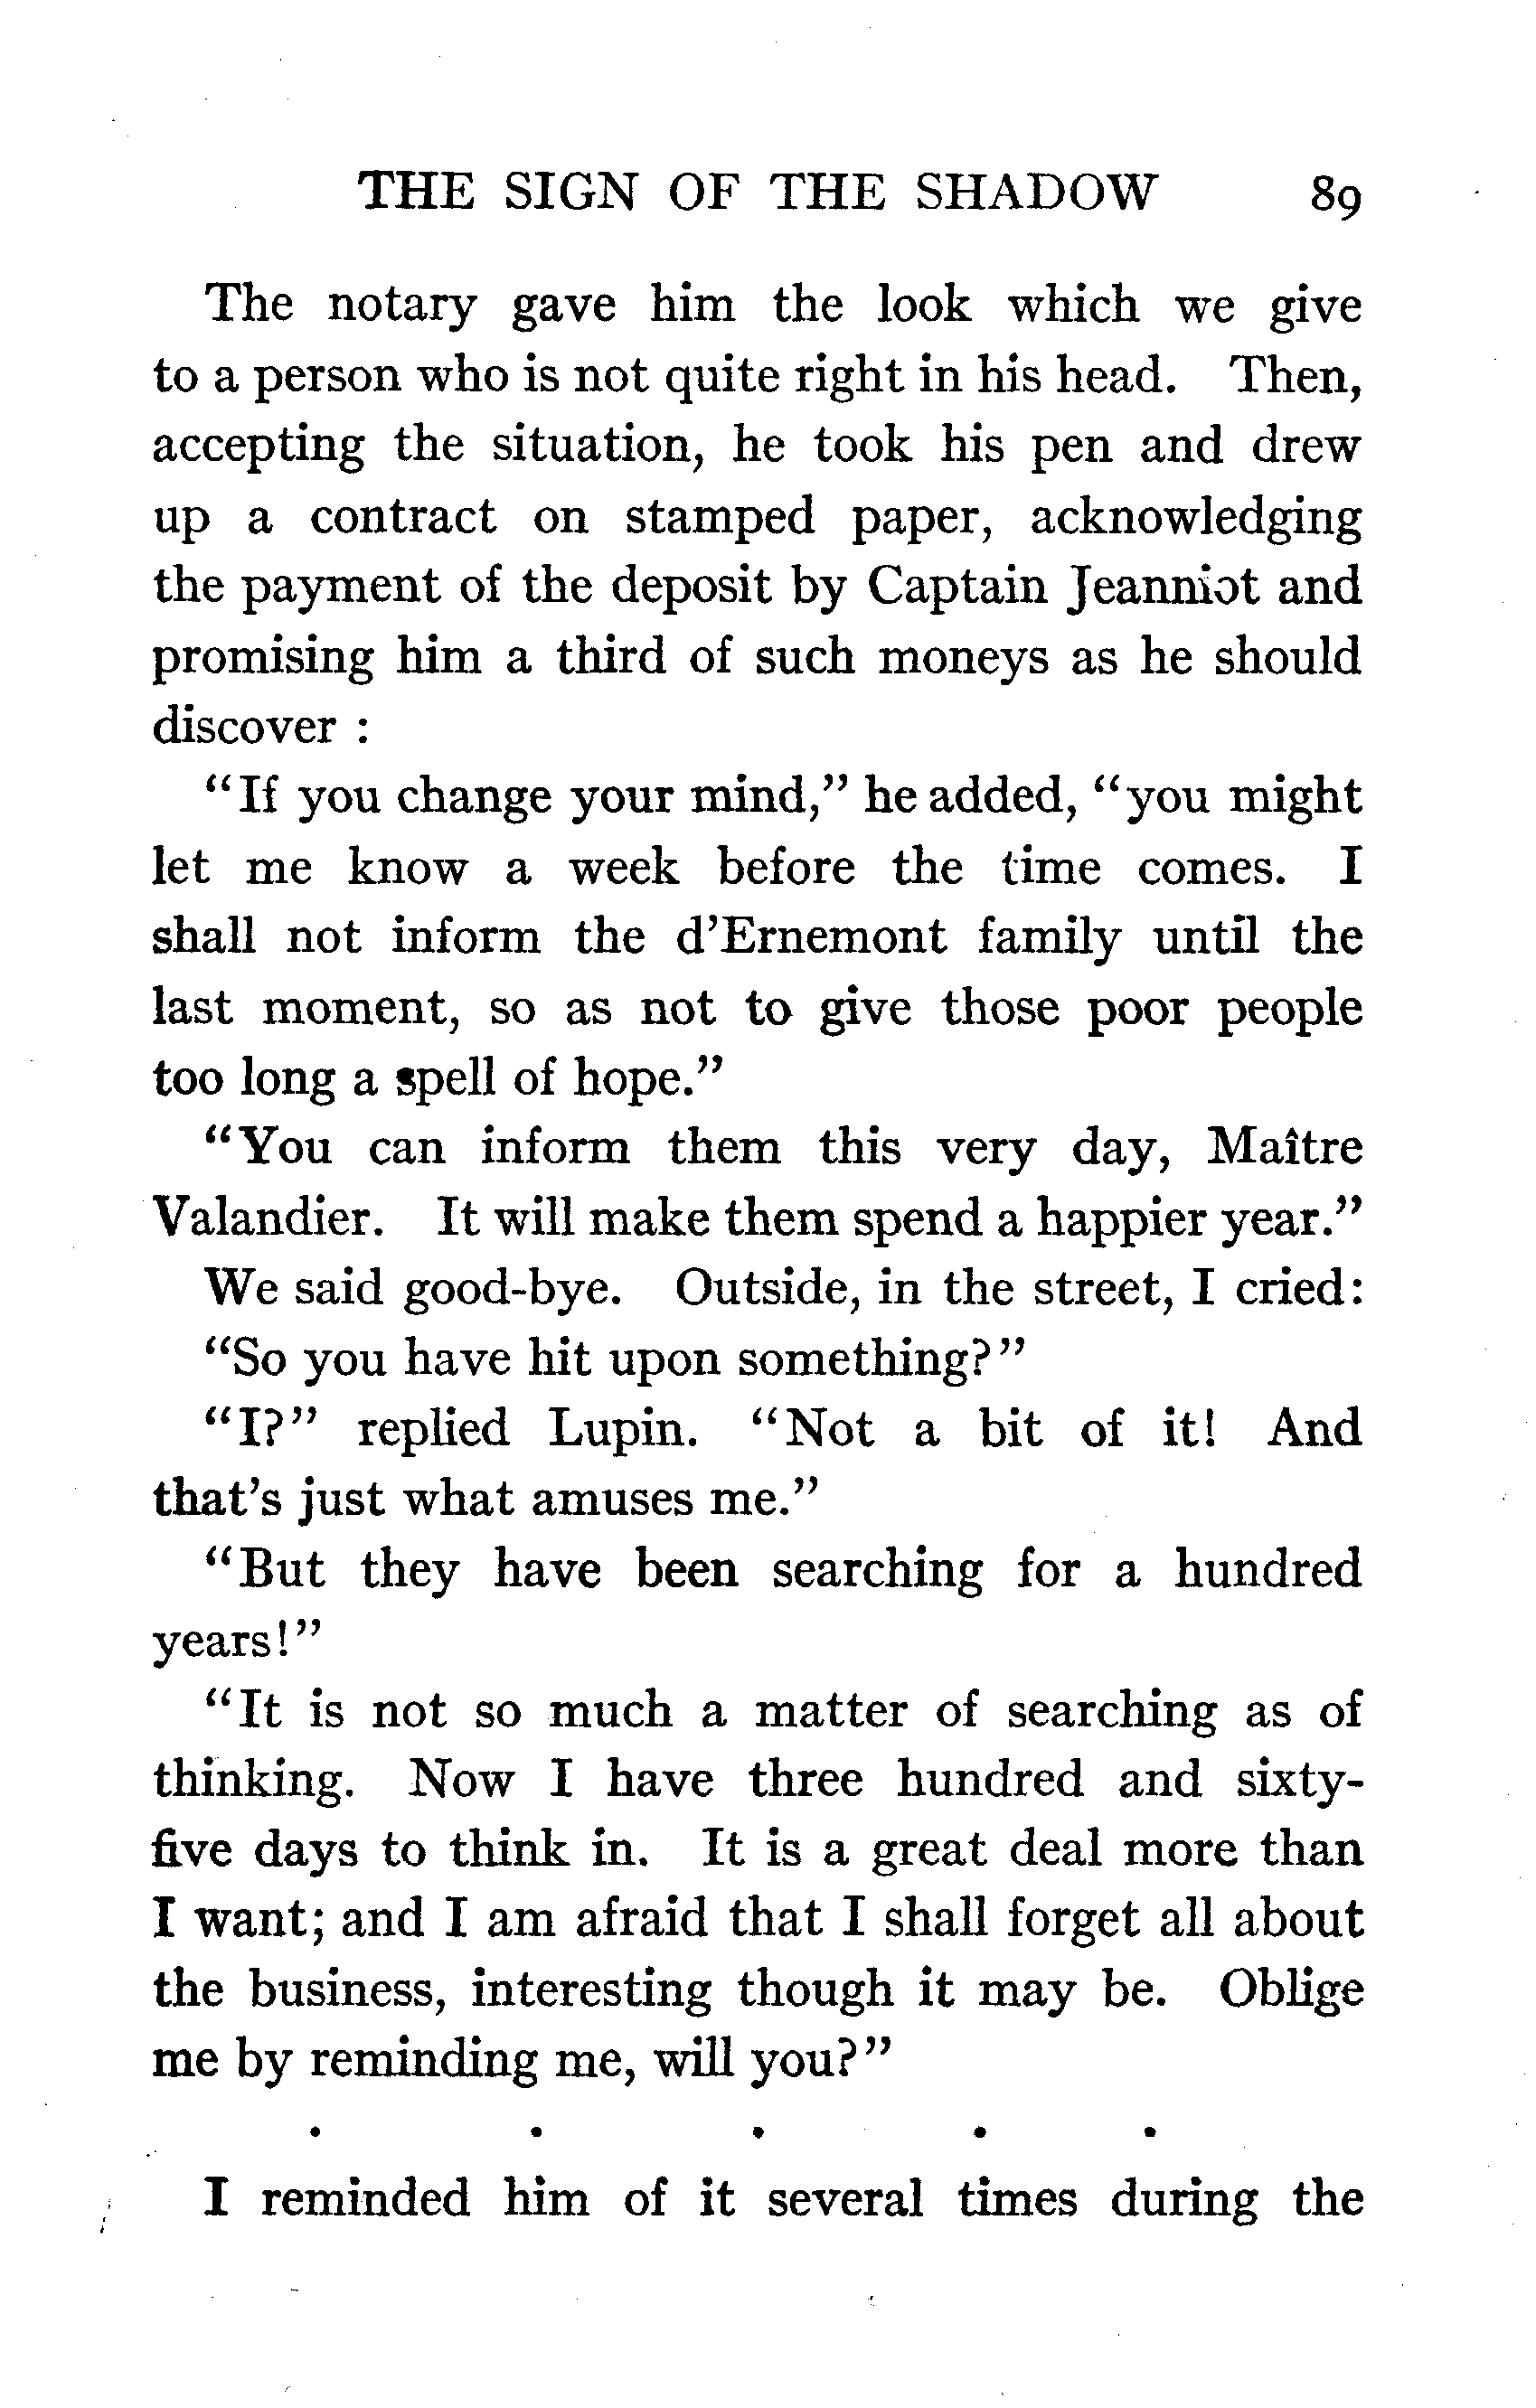 THE SIGN OF THE SHADOW 89
The notary gave him the look which we give
to a person who is not quite right in his head. Then,
accepting the situation, he took his pen and drew
up a contract on stamped paper, acknowledging
the payment of the deposit by Captain Jeanniot and
promising him a third of such moneys as he should
discover :
"If you change your mind," he added, "you might
let me know a week before the time comes. I
shall not inform the d'Ernemont family until the
last moment, so as not to give those poor people
too long a spell of hope."
"You can inform them this very day, Maître
Valandier. It will make them spend a happier year."
We said good-bye. Outside, in the street, I cried:
"So you have hit upon something?"
"I?" replied Lupin. "Not a bit of it! And
that's just what amuses me."
"But they have been searching for a hundred
years!"
"It is not so much a matter of searching as of
thinking. Now I have three hundred and sixty-
five days to think in. It is a great deal more than
I want; and I am afraid that I shall forget all about
the business, interesting though it may be. Oblige
me by reminding me, will you?"
. . . . .
I reminded him of it several times during the